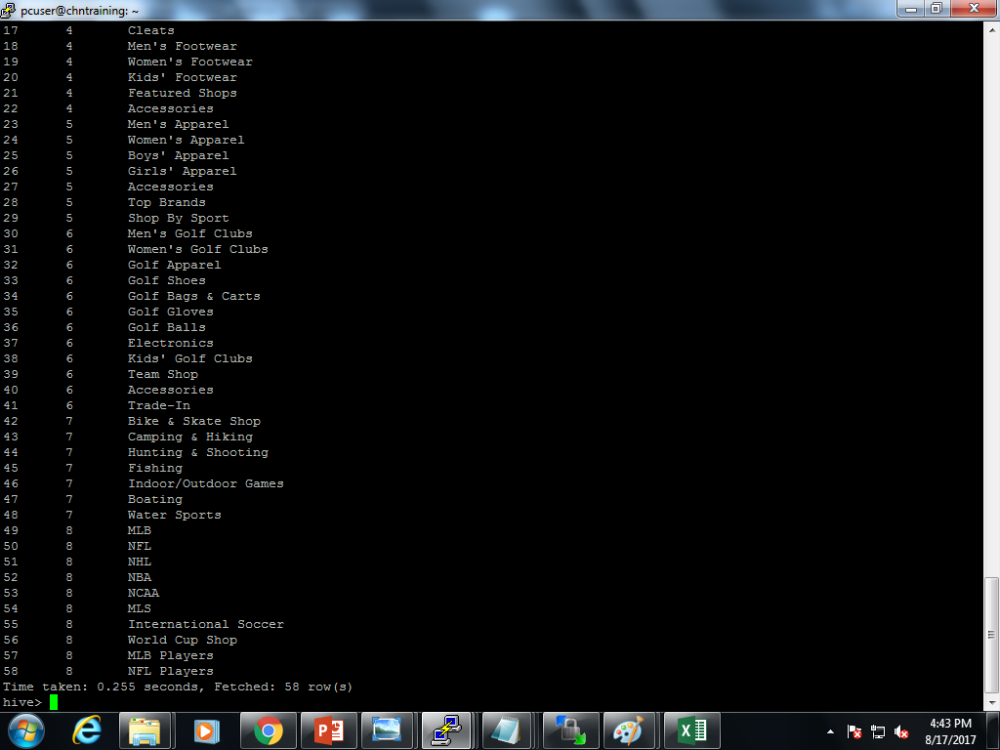 pcuser@chntraining: ~
17 4 Cleats
18 4 Men's Footwear
19 4 Women's Footwear
20 4 Kids' Footwear
21 4 Featured Shops
22 4 Accessories
23 5 Men's Apparel
24 5 Women's Apparel
25 5 Boys' Apparel
26 5 Girls' Apparel
27 5 Accessories
28 5 Top Brands
29 5 Shop By Sport
30 6 Men's Golf Clubs
31 6 Women's Golf Clubs
32 6 Golf Apparel
33 6 Golf Shoes
34 6 Golf Bags & Carts
35 6 Golf Gloves
36 6 Golf Balls
37 6 Electronics
38 6 Kids' Golf Clubs
39 6 Team Shop
40 6 Accessories
41 6 Trade-In
42 7 Bike & Skate Shop
43 7 Camping & Hiking
44 7 Hunting & Shooting
45 7 Fishing
46 7 Indoor/Outdoor Games
47 7 Boating
48 7 Water Sports
49 8 MLB
50 8 NFL
51 8 NHL
52 8 NBA
53 8 NCAA
54 8 MLS
55 8 International Soccer
56 8 World Cup Shop
57 8 MLB Players
58 8 NFL Players
Time taken: 0.255 seconds, Fetched: 58 row(s)
hive>
4:43 PM
8/17/2017